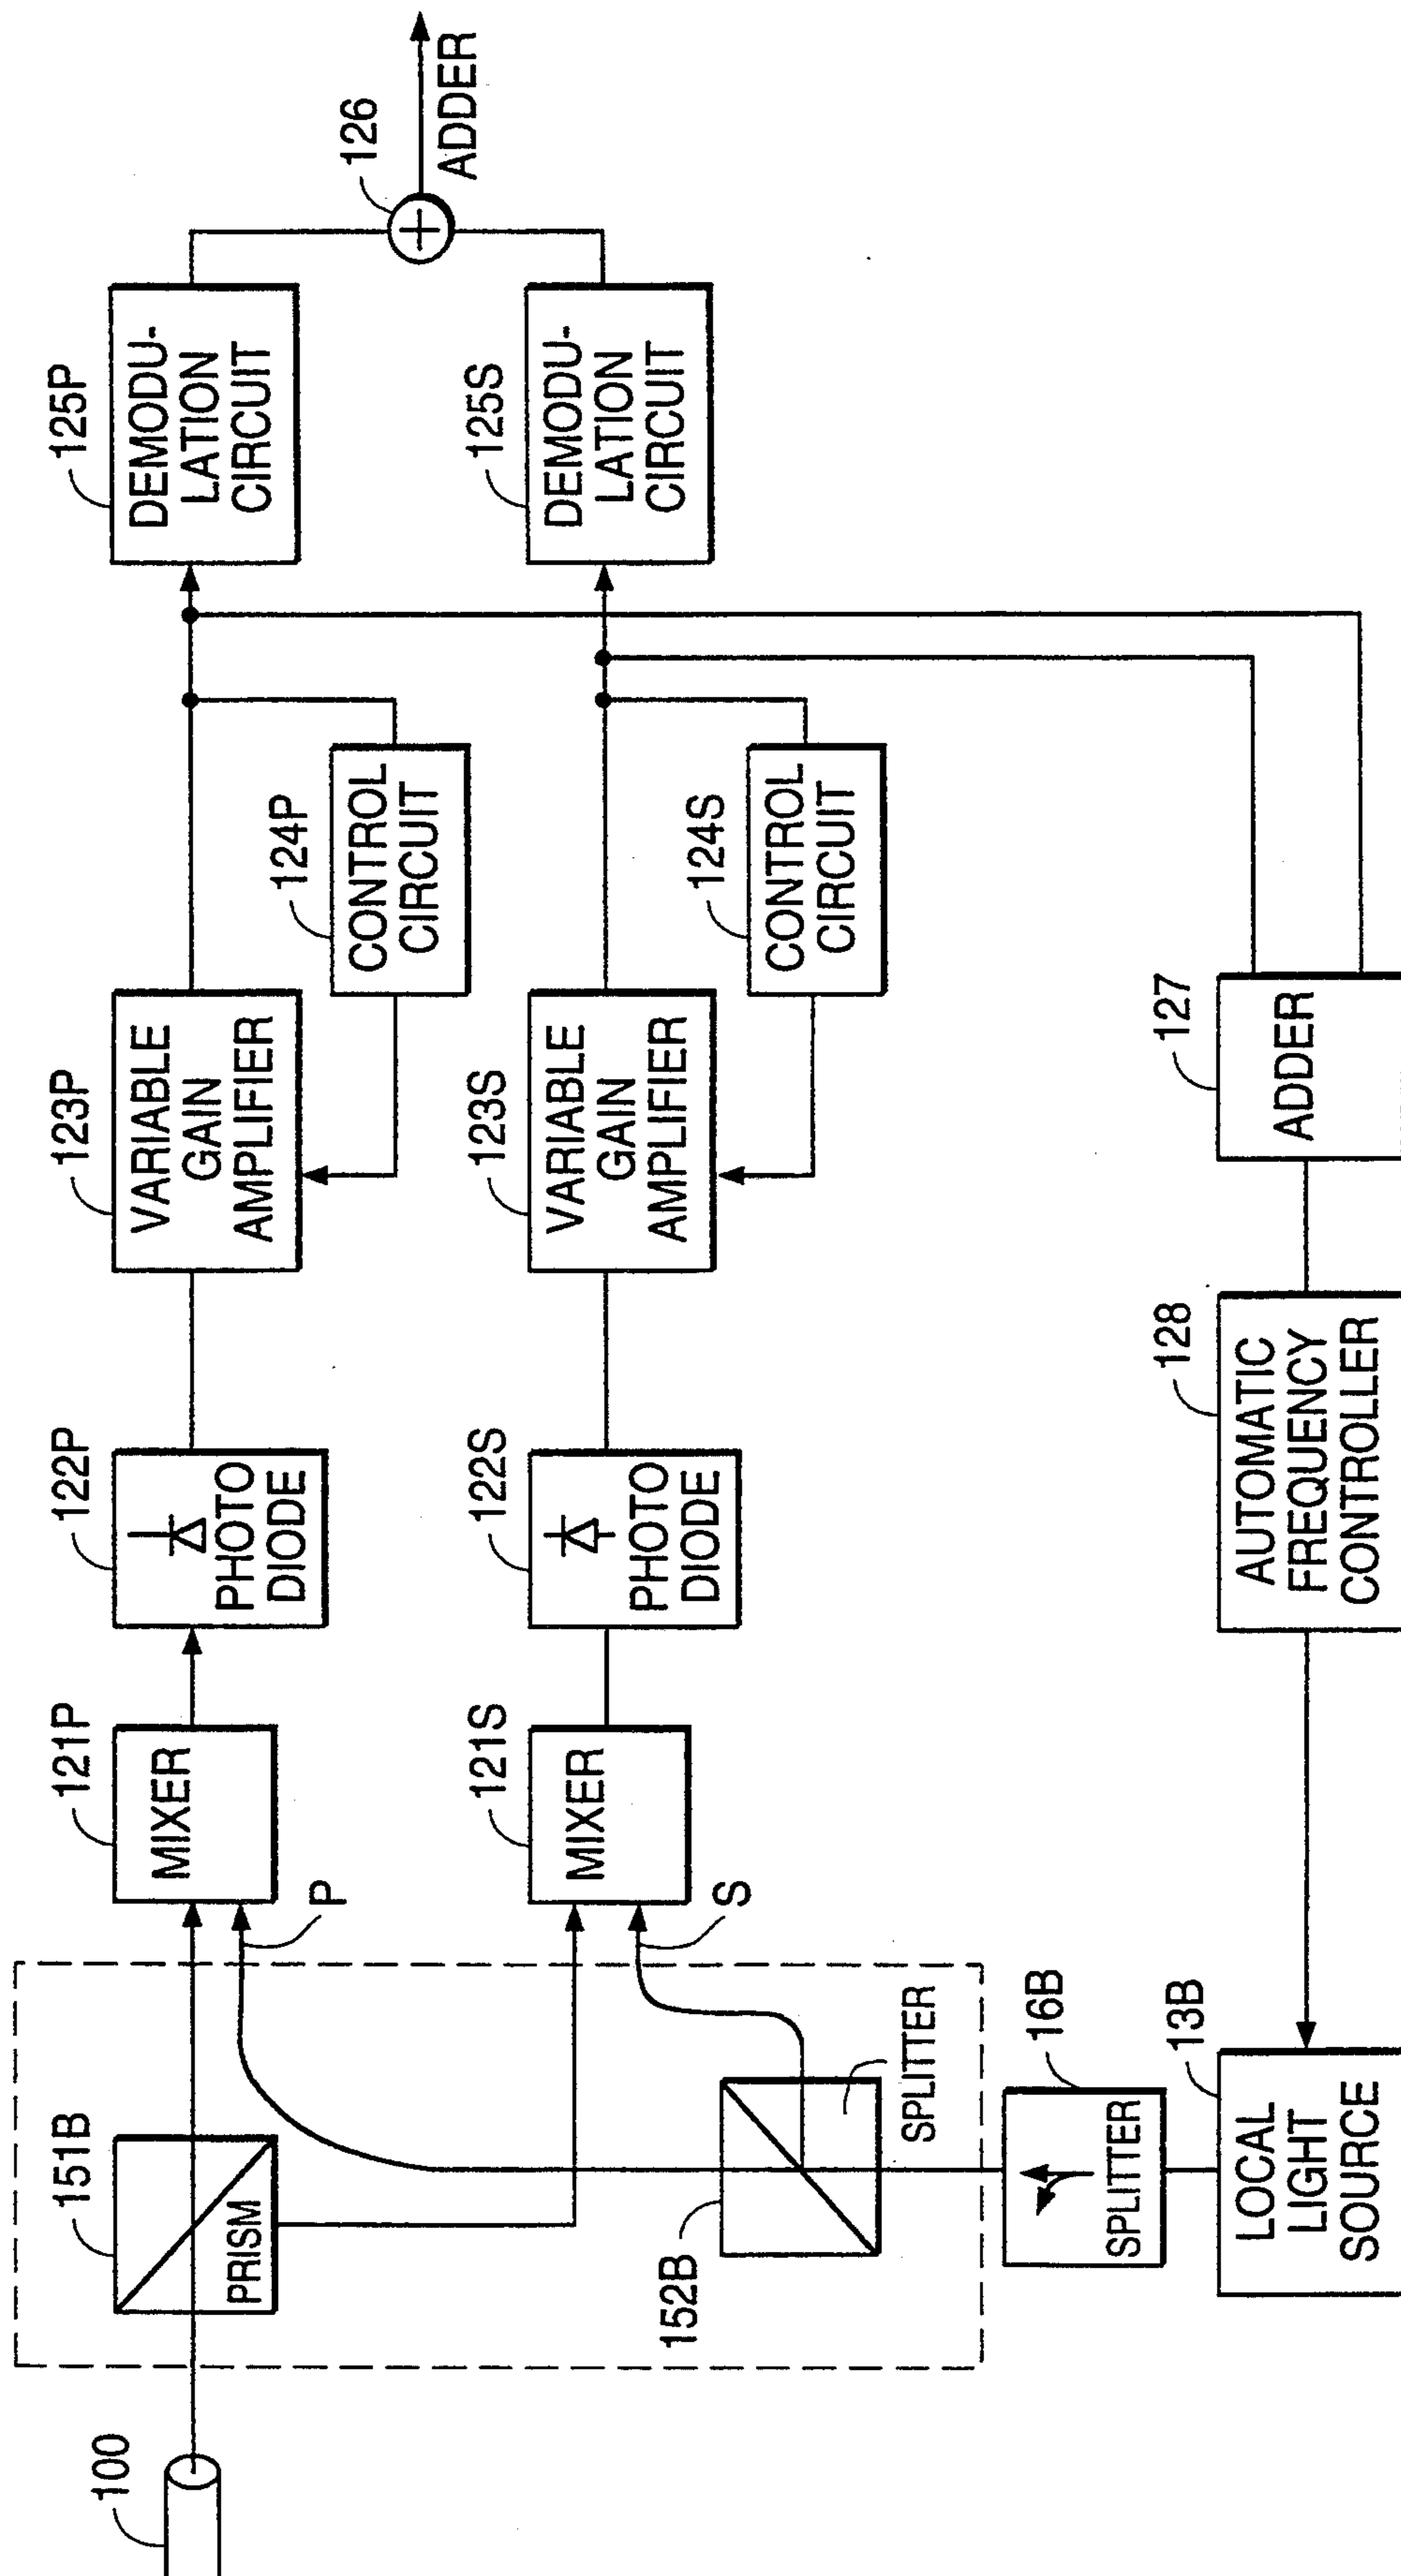 100
151B
PRISM
P
121P
MIXER
122P
PHOTO
DIODE
123P
VARIABLE
GAIN
AMPLIFIER
124P
CONTROL
CIRCUIT
125P
DEMODU-
LATION
CIRCUIT
126
ADDER
152B
SPLITTER
S
121S
MIXER
122S
PHOTO
DIODE
123S
VARIABLE
GAIN
AMPLIFIER
124S
CONTROL
CIRCUIT
125S
DEMODU-
LATION
CIRCUIT
16B
SPLITTER
13B
LOCAL
LIGHT
SOURCE
128
AUTOMATIC
FREQUENCY
CONTROLLER
127
ADDER